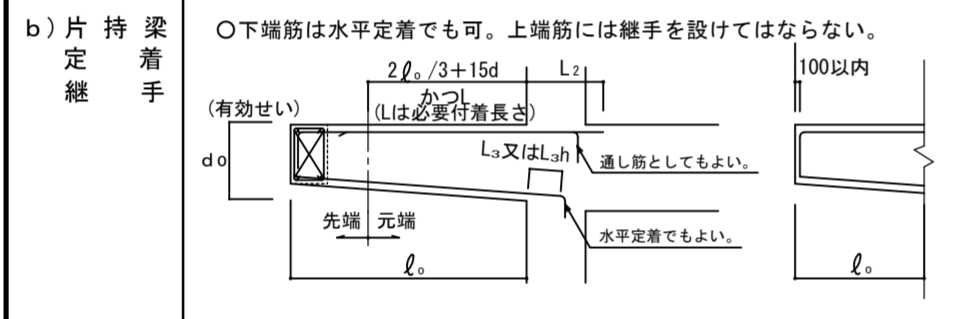 b)片持梁
定着
継手
〇下端筋は水平定着でも可。上端筋には継手を設けてはならない。
2ℓ₀/3+15d
L₂
100以内
かつL
(有効せい)
(Lは必要付着長さ)
d₀
L₃又はL₃h
通し筋としてもよい。
先端
元端
水平定着でもよい。
ℓ₀
ℓ₀